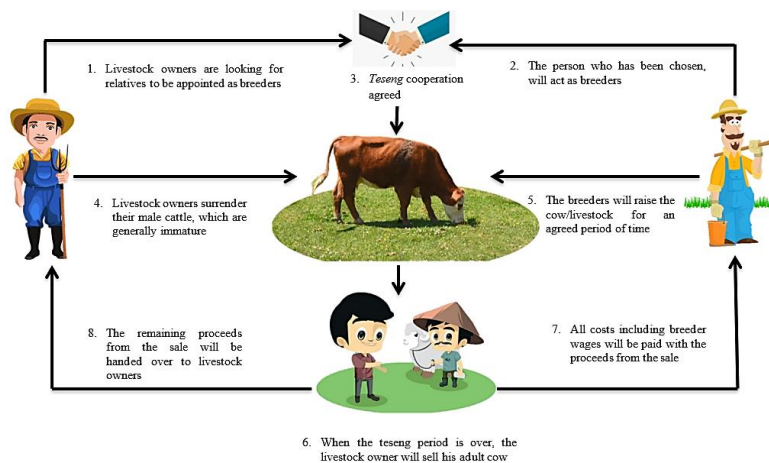 1. Livestock owners are looking for
relatives to be appointed as breeders
2. The person who has been chosen,
will act as breeders
3. Teseng cooperation
agreed
4. Livestock owners surrender
their male cattle, which are
generally immature
5. The breeders will raise the
cow/livestock for an
agreed period of time
6. When the teseng period is over, the
livestock owner will sell his adult cow
7. All costs including breeder
wages will be paid with the
proceeds from the sale
8. The remaining proceeds
from the sale will be
handed over to livestock
owners